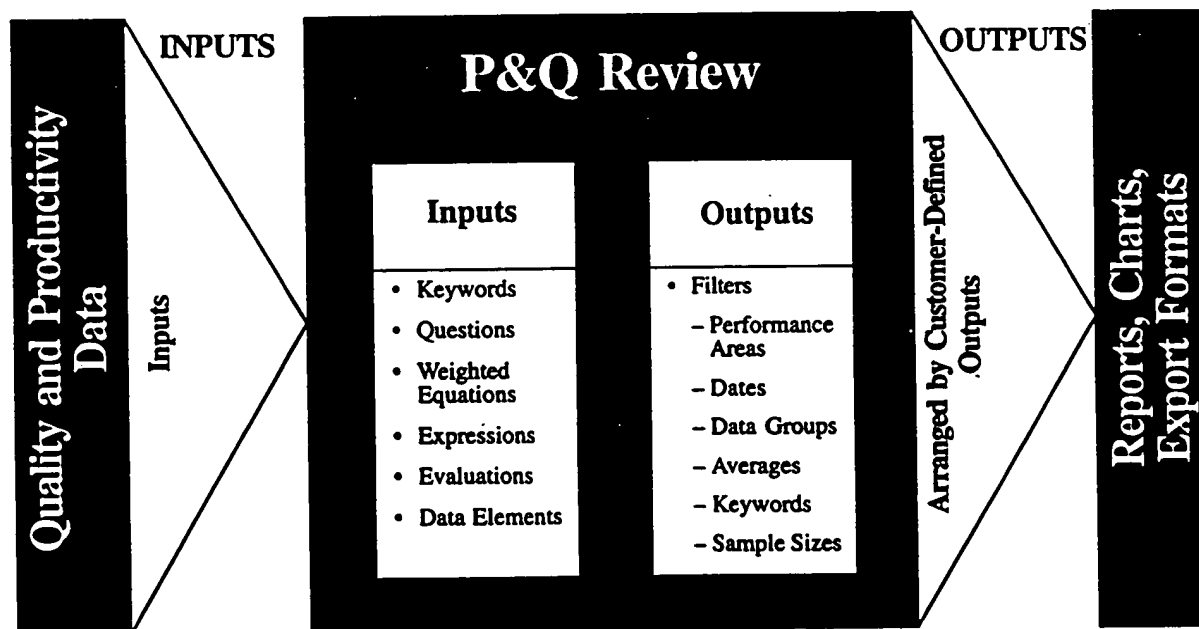 INPUTS
OUTPUTS
P&Q Review
Quality and Productivity
Data
Inputs
Inputs
• Keywords
• Questions
• Weighted
Equations
• Expressions
• Evaluations
• Data Elements
Outputs
• Filters
– Performance
Areas
– Dates
– Data Groups
– Averages
– Keywords
– Sample Sizes
Arranged by Customer-Defined
Outputs
Reports, Charts,
Export Formats